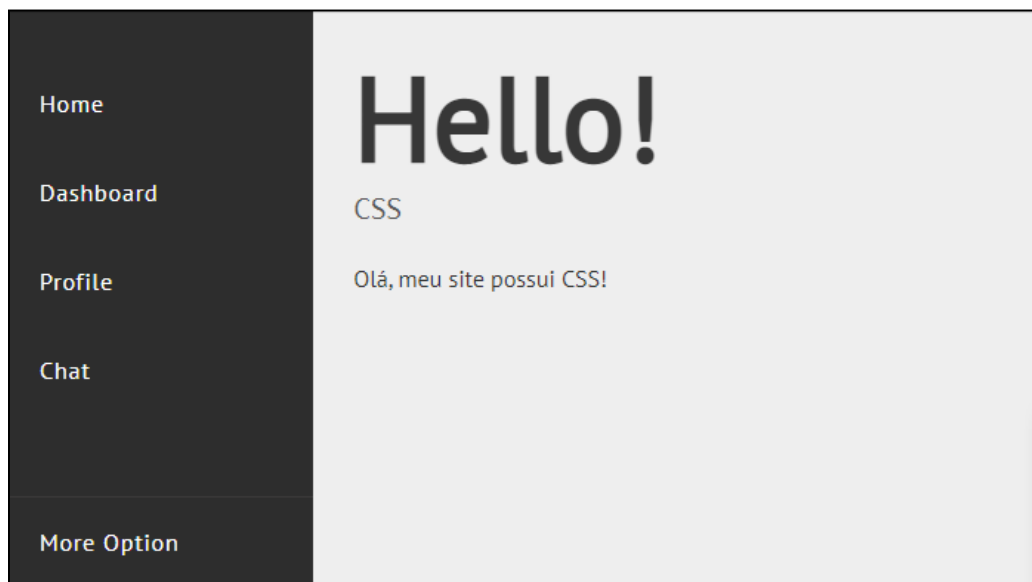 Home
Dashboard
Profile
Chat
More Option
Hello!
CSS
Olá, meu site possui CSS!